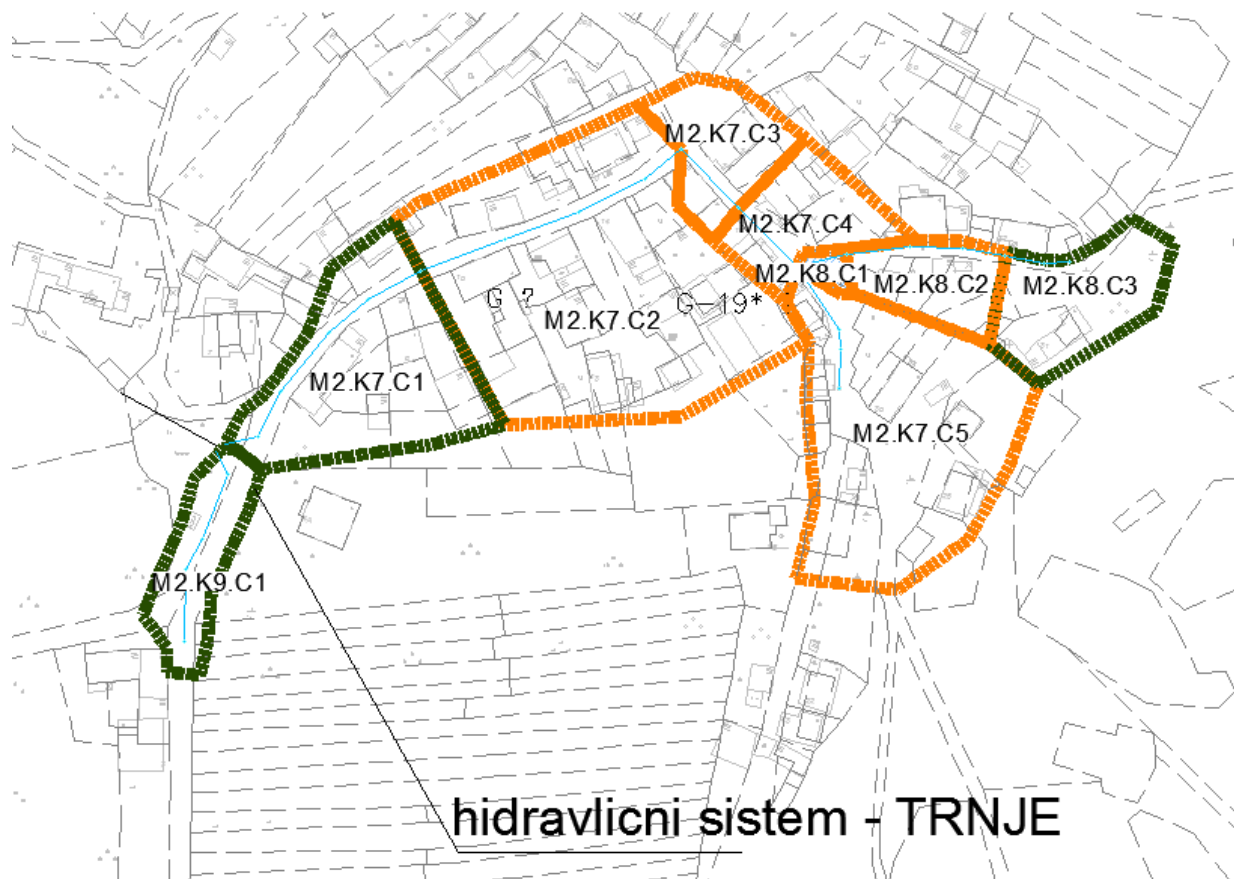 M2.K7.C3
M2.K7.C4
M2.K8.C1
M2.K8.C2
M2.K8.C3
G ?
G-19*
M2.K7.C2
M2.K7.C1
M2.K7.C5
M2.K9.C1
hidravlicni sistem - TRNJE